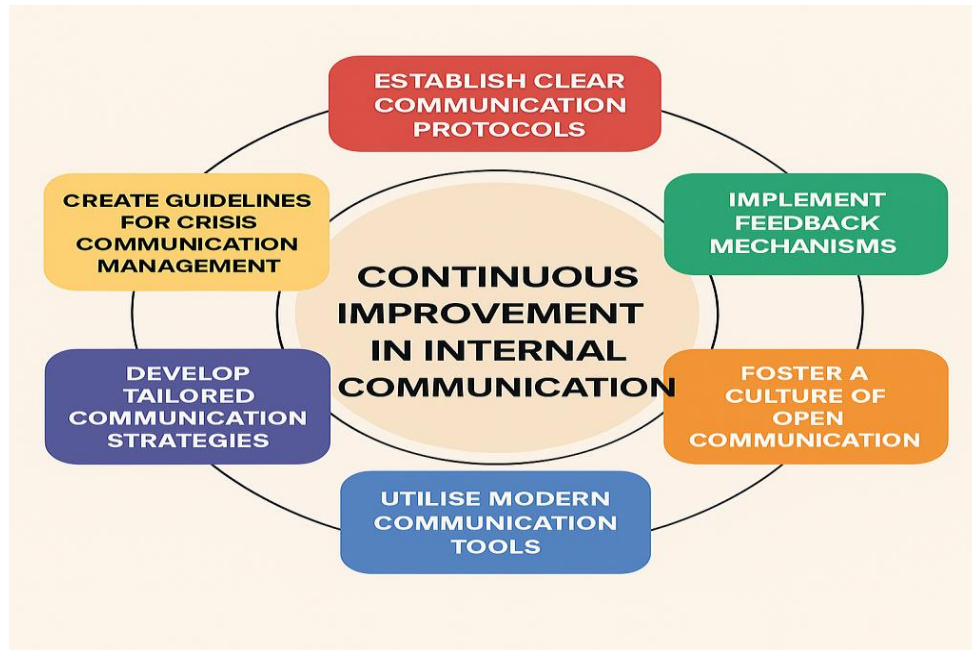 ESTABLISH CLEAR
COMMUNICATION
PROTOCOLS
IMPLEMENT
FEEDBACK
MECHANISMS
FOSTER A
CULTURE OF
OPEN
COMMUNICATION
UTILISE MODERN
COMMUNICATION
TOOLS
DEVELOP
TAILORED
COMMUNICATION
STRATEGIES
CREATE GUIDELINES
FOR CRISIS
COMMUNICATION
MANAGEMENT
CONTINUOUS
IMPROVEMENT
IN INTERNAL
COMMUNICATION